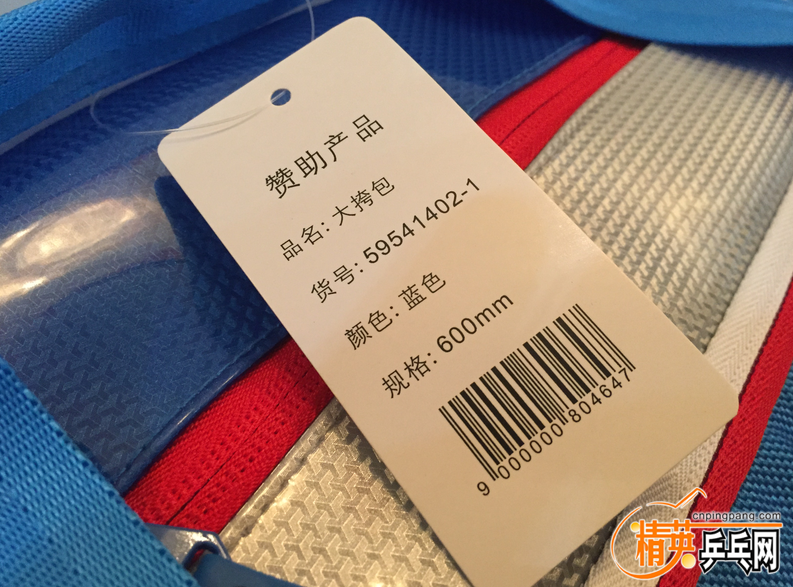 赞助产品
品名: 大挎包
货号: 59541402-1
颜色: 蓝色
规格: 600mm
9 000000 804647
cnpingpang.com
精英乒乓网